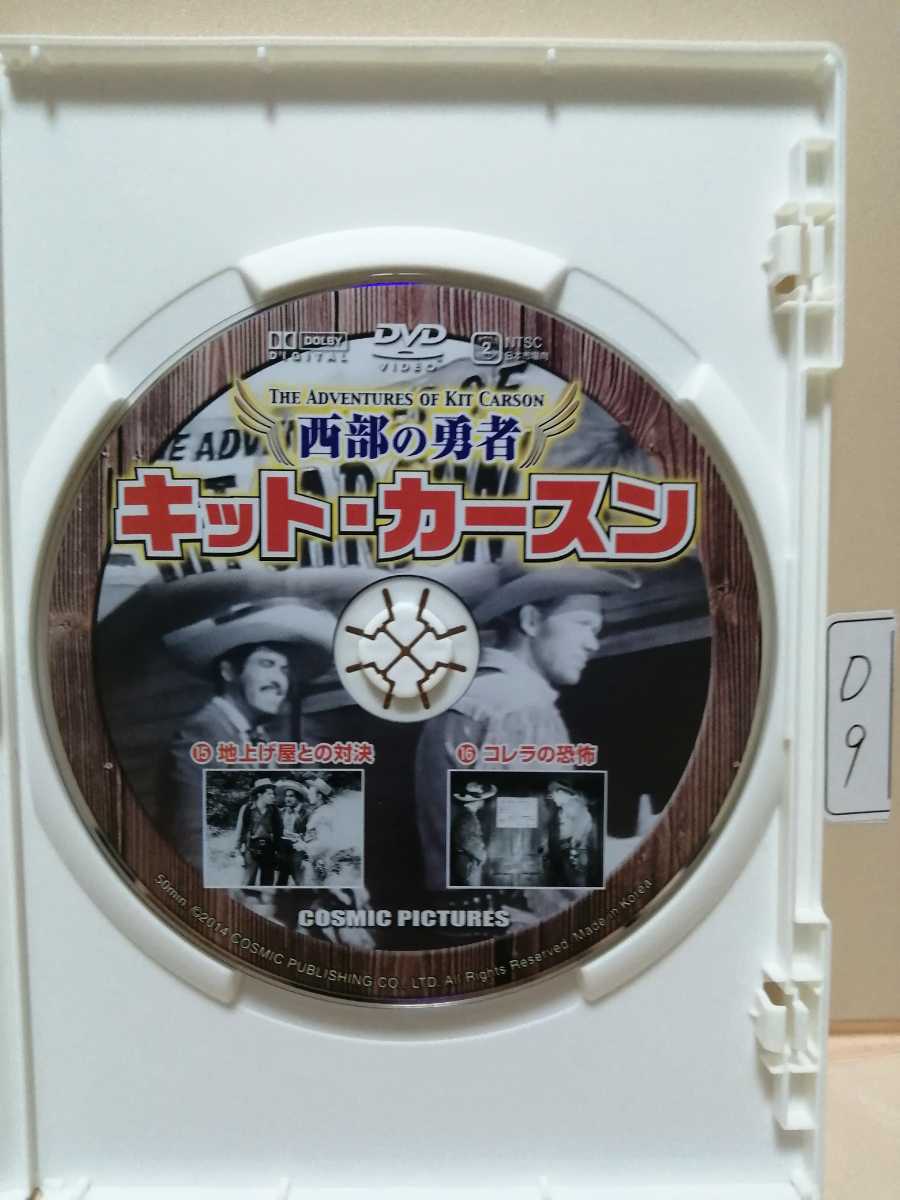 DOLBY
DIGITAL
DVD
VIDEO
2
NTSC
日本市場向
THE ADVENTURES OF KIT CARSON
西部の勇者
キット・カースン
⑮ 地上げ屋との対決
⑯ コレラの恐怖
COSMIC PICTURES
50min. ©2014 COSMIC PUBLISHING CO., LTD. All Rights Reserved. Made in Korea
D
9